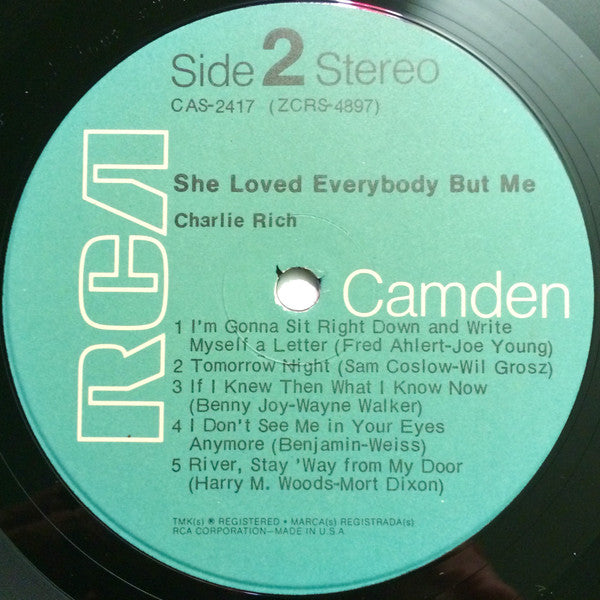 Side 2 Stereo
CAS-2417 (ZCRS-4897)
She Loved Everybody But Me
Charlie Rich
RCA
Camden
1 I'm Gonna Sit Right Down and Write
Myself a Letter (Fred Ahlert-Joe Young)
2 Tomorrow Night (Sam Coslow-Wil Grosz)
3 If I Knew Then What I Know Now
(Benny Joy-Wayne Walker)
4 I Don't See Me in Your Eyes
Anymore (Benjamin-Weiss)
5 River, Stay 'Way from My Door
(Harry M. Woods-Mort Dixon)
TMK(s) ® REGISTERED • MARCA(s) REGISTRADA(s)
RCA CORPORATION—MADE IN U.S.A.